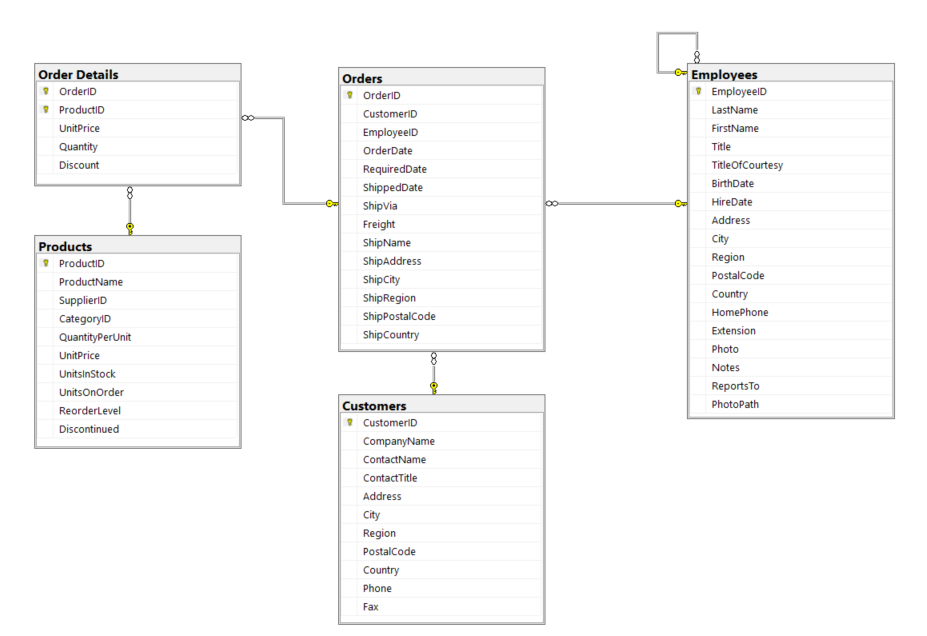 Order Details
OrderID
ProductID
UnitPrice
Quantity
Discount
Products
ProductID
ProductName
SupplierID
CategoryID
QuantityPerUnit
UnitPrice
UnitsInStock
UnitsOnOrder
ReorderLevel
Discontinued
Orders
OrderID
CustomerID
EmployeeID
OrderDate
RequiredDate
ShippedDate
ShipVia
Freight
ShipName
ShipAddress
ShipCity
ShipRegion
ShipPostalCode
ShipCountry
Customers
CustomerID
CompanyName
ContactName
ContactTitle
Address
City
Region
PostalCode
Country
Phone
Fax
Employees
EmployeeID
LastName
FirstName
Title
TitleOfCourtesy
BirthDate
HireDate
Address
City
Region
PostalCode
Country
HomePhone
Extension
Photo
Notes
ReportsTo
PhotoPath